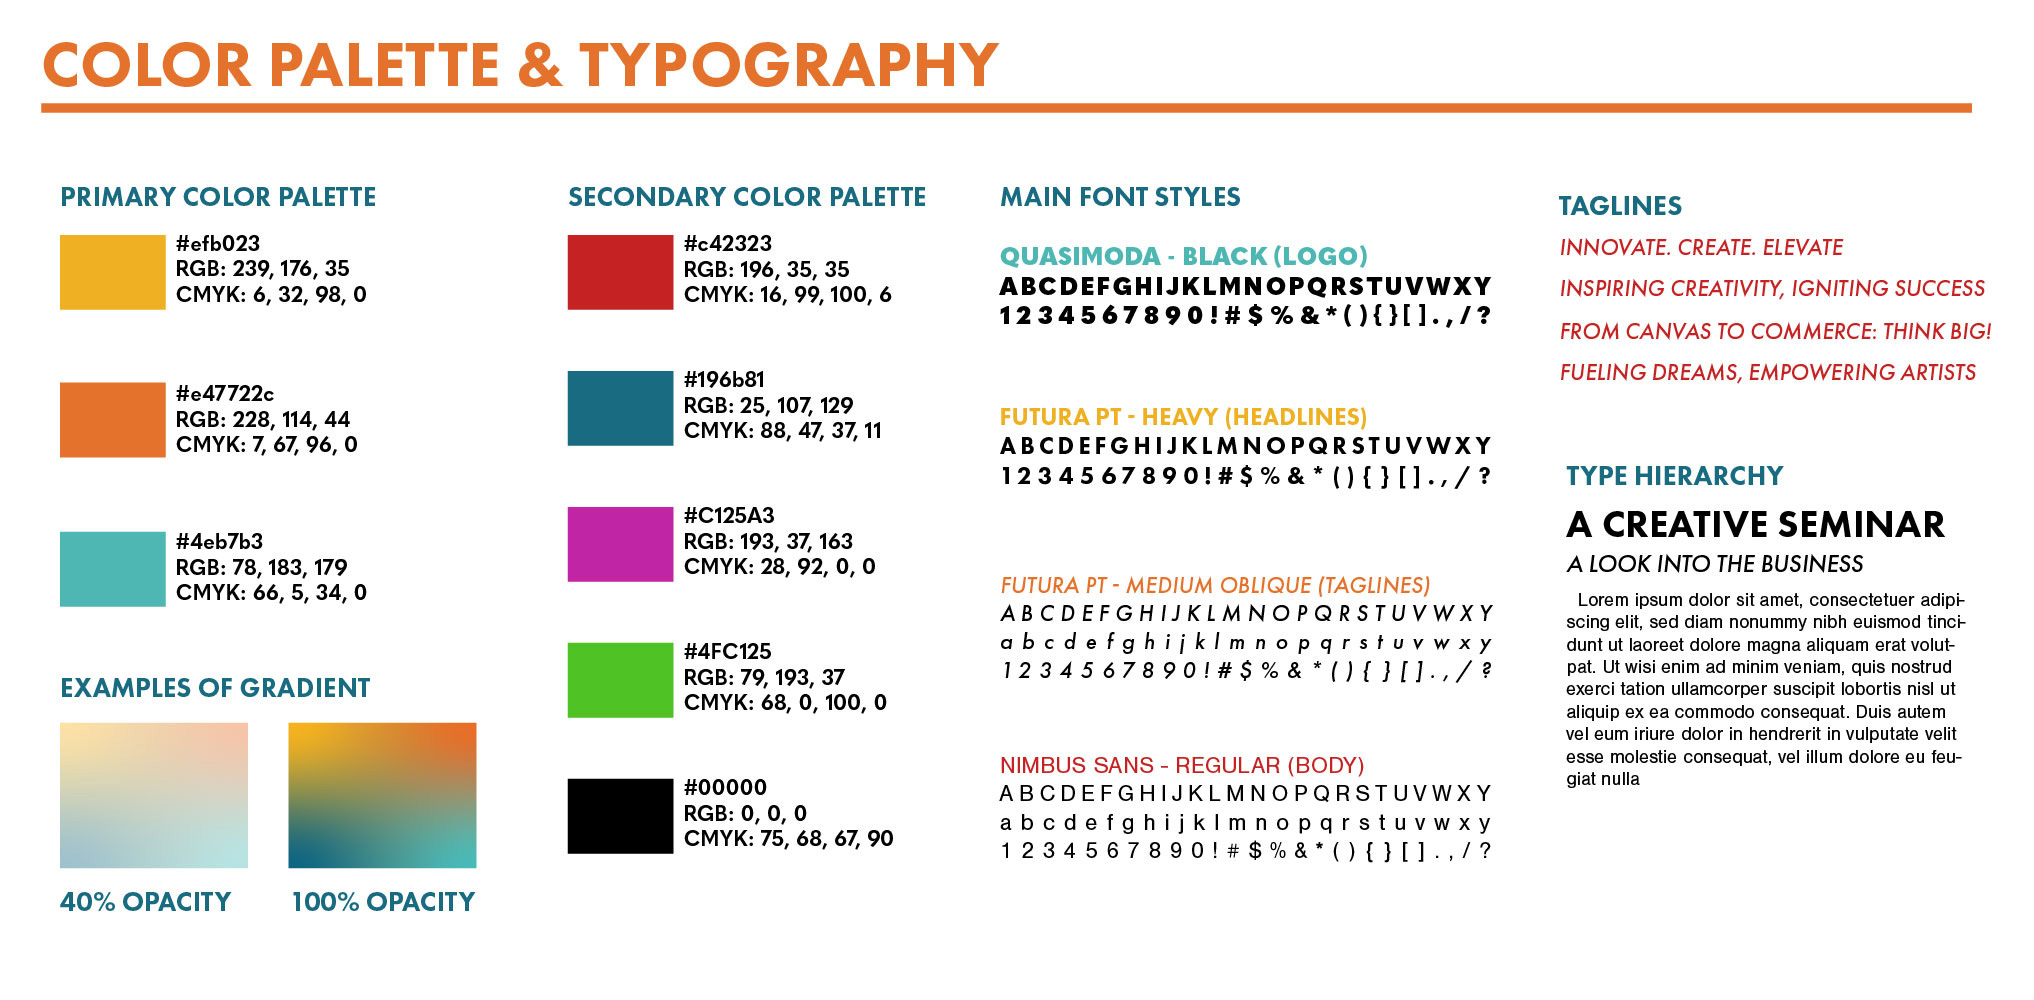 COLOR PALETTE & TYPOGRAPHY
PRIMARY COLOR PALETTE
#efb023
RGB: 239, 176, 35
CMYK: 6, 32, 98, 0
#e47722c
RGB: 228, 114, 44
CMYK: 7, 67, 96, 0
#4eb7b3
RGB: 78, 183, 179
CMYK: 66, 5, 34, 0
EXAMPLES OF GRADIENT
40% OPACITY
100% OPACITY
SECONDARY COLOR PALETTE
#c42323
RGB: 196, 35, 35
CMYK: 16, 99, 100, 6
#196b81
RGB: 25, 107, 129
CMYK: 88, 47, 37, 11
#C125A3
RGB: 193, 37, 163
CMYK: 28, 92, 0, 0
#4FC125
RGB: 79, 193, 37
CMYK: 68, 0, 100, 0
#00000
RGB: 0, 0, 0
CMYK: 75, 68, 67, 90
MAIN FONT STYLES
QUASIMODA - BLACK (LOGO)
ABCDEFGHIJKLMNOPQRSTUVWXY
1234567890!#$%&*(){}[].,/?
FUTURA PT - HEAVY (HEADLINES)
ABCDEFGHIJKLMNOPQRSTUVWXY
1234567890!#$%&*(){}[].,/?
FUTURA PT - MEDIUM OBLIQUE (TAGLINES)
ABCDEFGHIJKLMNOPQRSTUVWXY
abcdefghijklmnopqrstuvwxy
1234567890!#$%&*(){}[].,/?
NIMBUS SANS - REGULAR (BODY)
ABCDEFGHIJKLMNOPQRSTUVWXY
abcdefghijklmnopqrstuvwxy
1234567890!#$%&*(){}[].,/?
TAGLINES
INNOVATE. CREATE. ELEVATE
INSPIRING CREATIVITY, IGNITING SUCCESS
FROM CANVAS TO COMMERCE: THINK BIG!
FUELING DREAMS, EMPOWERING ARTISTS
TYPE HIERARCHY
A CREATIVE SEMINAR
A LOOK INTO THE BUSINESS
Lorem ipsum dolor sit amet, consectetuer adipi-
scing elit, sed diam nonummy nibh euismod tinci-
dunt ut laoreet dolore magna aliquam erat volut-
pat. Ut wisi enim ad minim veniam, quis nostrud
exerci tation ullamcorper suscipit lobortis nisl ut
aliquip ex ea commodo consequat. Duis autem
vel eum iriure dolor in hendrerit in vulputate velit
esse molestie consequat, vel illum dolore eu feu-
giat nulla